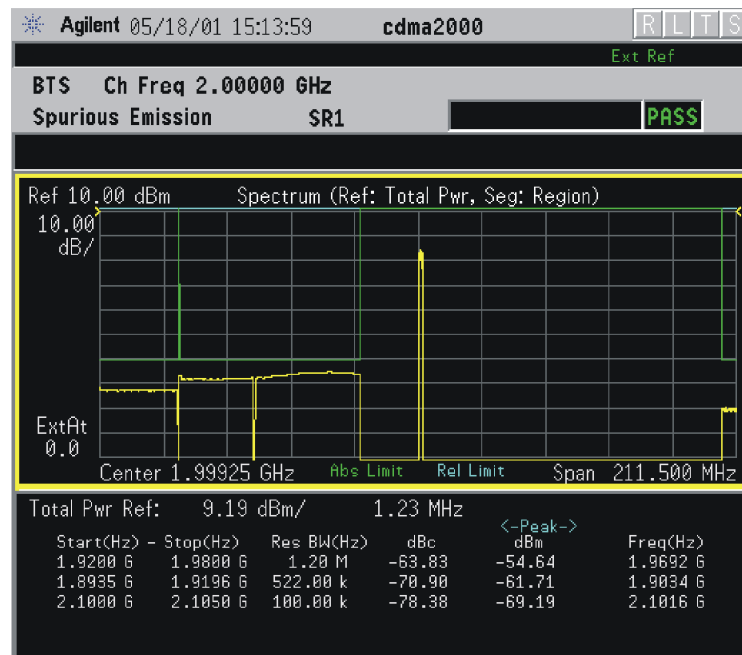 Agilent 05/18/01 15:13:59 cdma2000 R L T S
Ext Ref
BTS Ch Freq 2.00000 GHz
Spurious Emission SR1 PASS
Ref 10.00 dBm Spectrum (Ref: Total Pwr, Seg: Region)
10.00
dB/
ExtAt
0.0
Center 1.99925 GHz Abs Limit Rel Limit Span 211.500 MHz
Total Pwr Ref: 9.19 dBm/ 1.23 MHz
<-Peak->
Start(Hz) - Stop(Hz) Res BW(Hz) dBc dBm Freq(Hz)
1.9200 G 1.9800 G 1.20 M -63.83 -54.64 1.9692 G
1.8935 G 1.9196 G 522.00 k -70.90 -61.71 1.9034 G
2.1000 G 2.1050 G 100.00 k -78.38 -69.19 2.1016 G